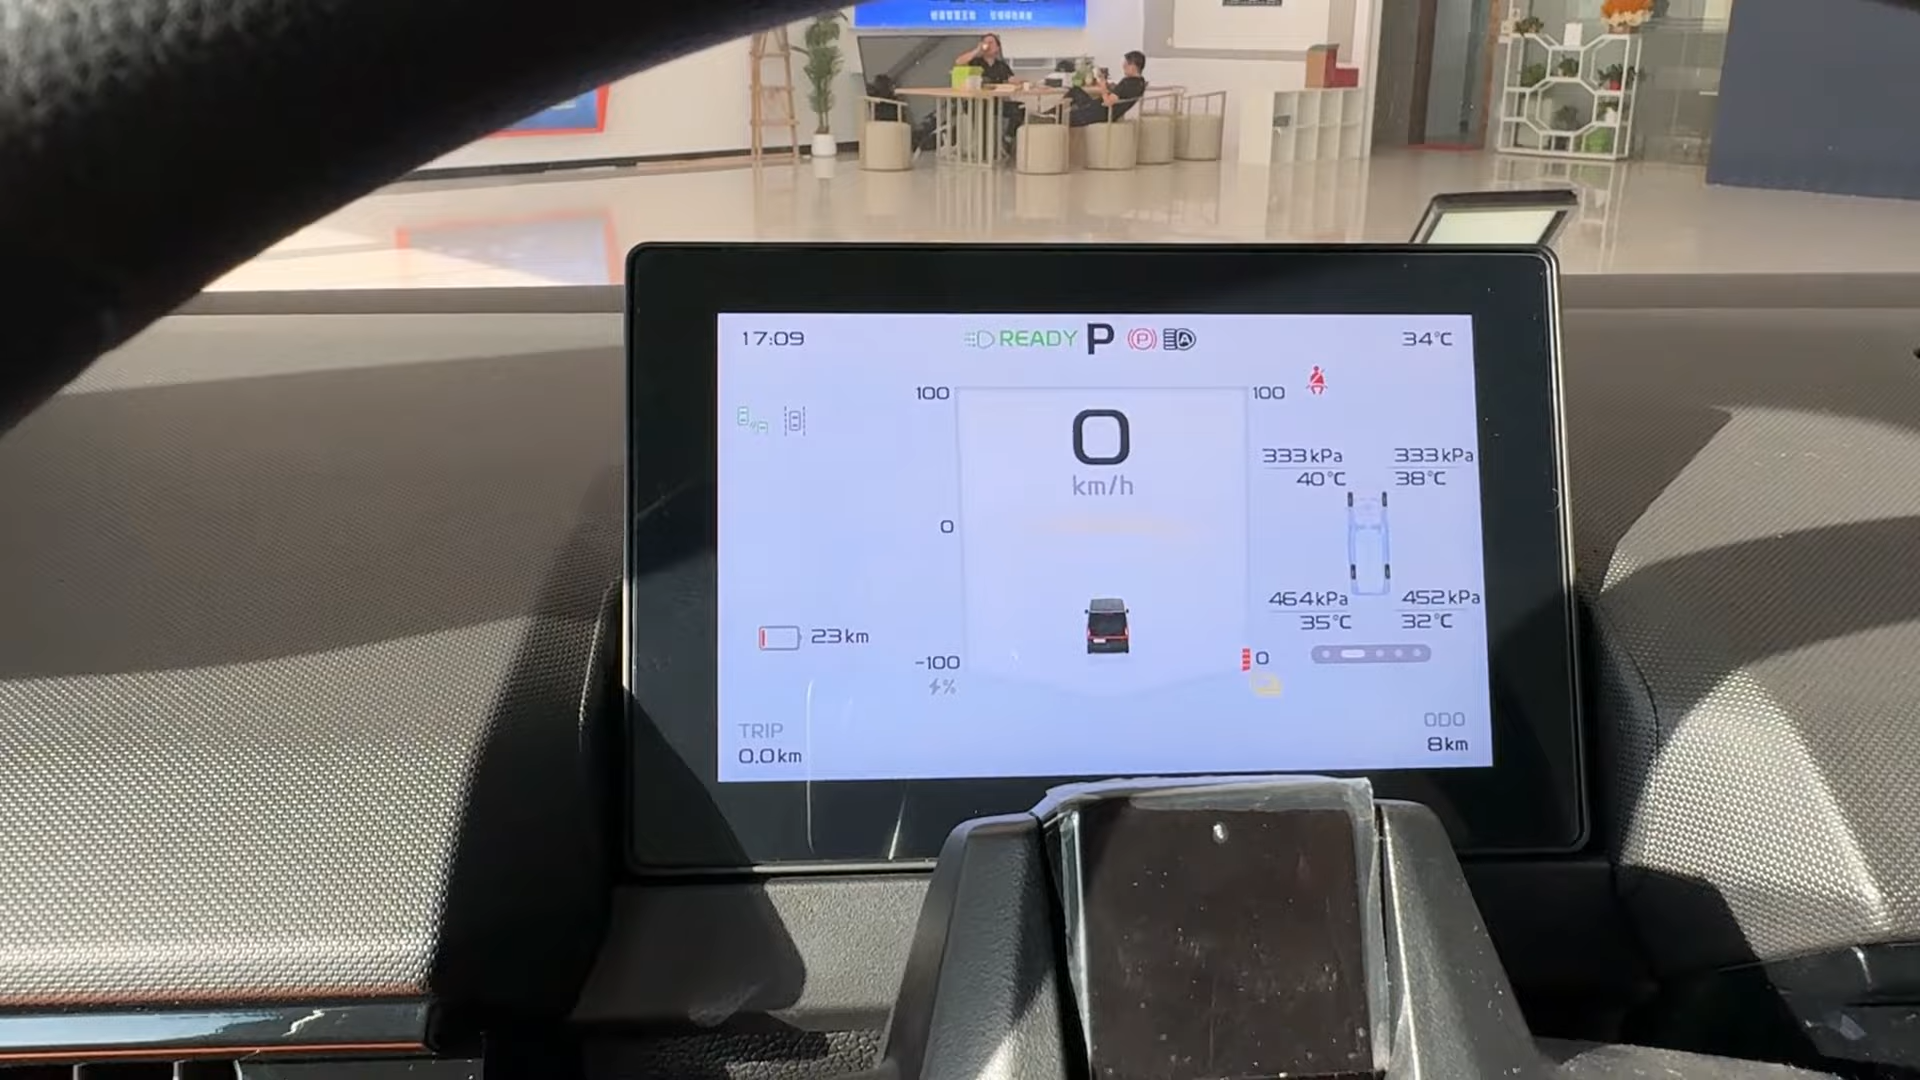 17:09
READY P
34℃
100
100
0
km/h
333kPa
333kPa
40℃
38℃
0
464kPa
452kPa
35℃
32℃
23km
-100
0
%
TRIP
0.0km
ODO
8km